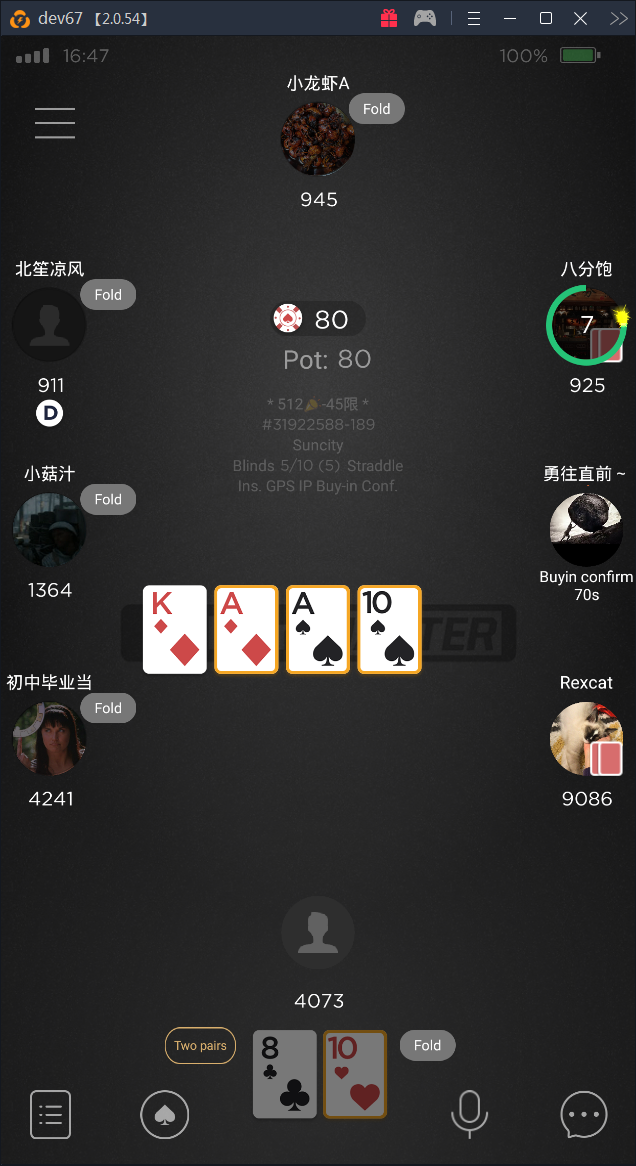 dev67 【2.0.54】
16:47
100%
小龙虾A
Fold
945
北笙凉风
Fold
911
D
八分饱
7
925
80
Pot: 80
* 512 -45限 *
#31922588-189
Suncity
Blinds 5/10 (5) Straddle
Ins. GPS IP Buy-in Conf.
小菇汁
Fold
1364
勇往直前 ~
Buyin confirm
70s
K A A 10
初中毕业当
Fold
4241
Rexcat
9086
4073
Two pairs
8 10
Fold